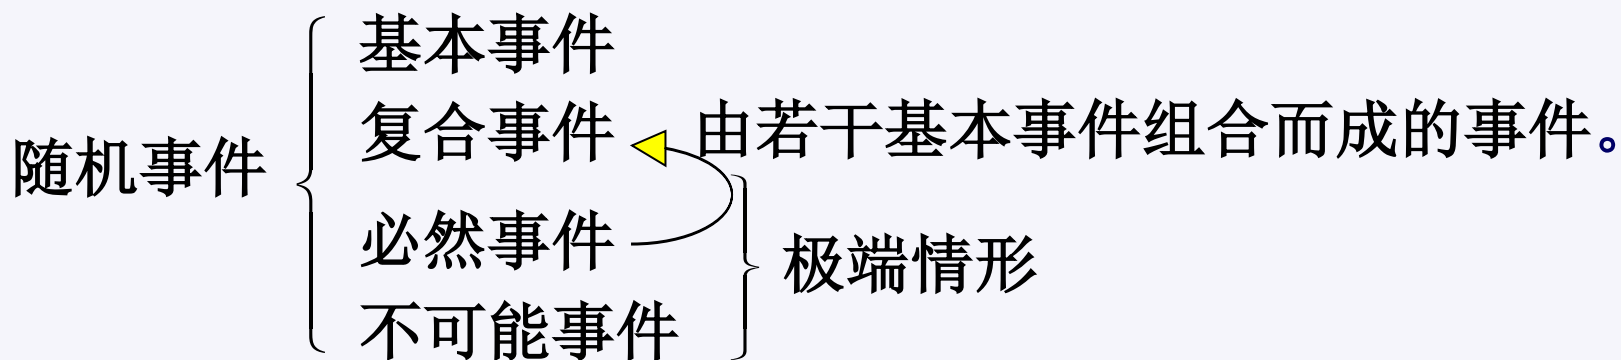 基本事件
复合事件 由若干基本事件组合而成的事件。
随机事件
必然事件
极端情形
不可能事件